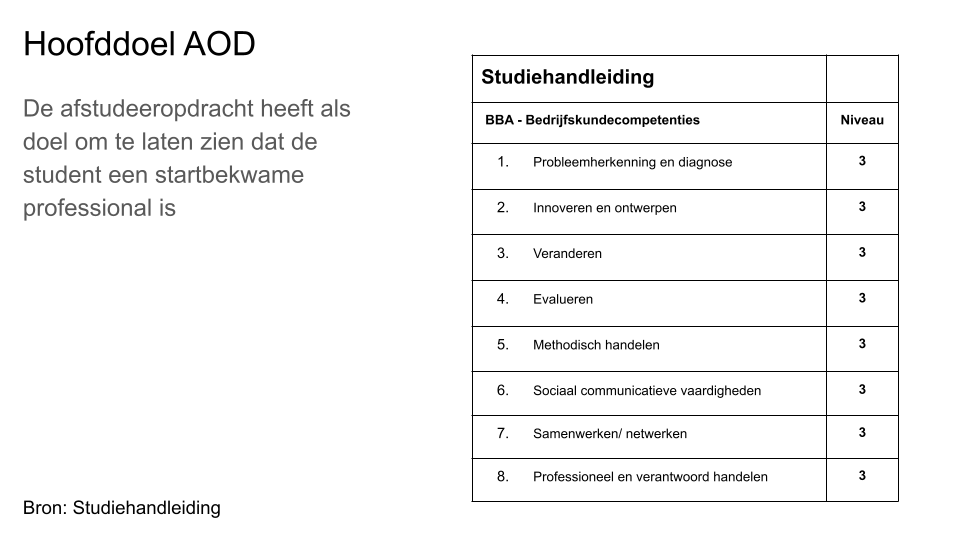 Hoofddoel AOD
De afstudeeropdracht heeft als
doel om te laten zien dat de
student een startbekwame
professional is
Bron: Studiehandleiding
Studiehandleiding
BBA - Bedrijfskundecompetenties Niveau
1. Probleemherkenning en diagnose 3
2. Innoveren en ontwerpen 3
3. Veranderen 3
4. Evalueren 3
5. Methodisch handelen 3
6. Sociaal communicatieve vaardigheden 3
7. Samenwerken/ netwerken 3
8. Professioneel en verantwoord handelen 3